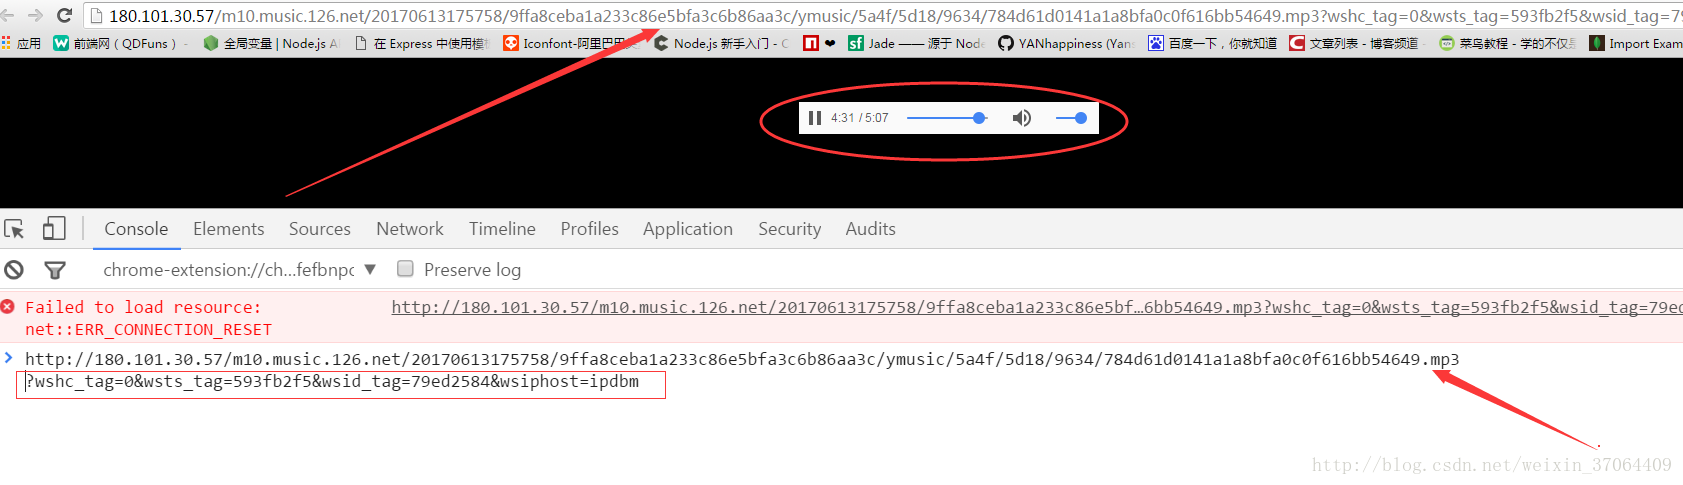 180.101.30.57/m10.music.126.net/20170613175758/9ffa8ceba1a233c86e5bfa3c6b86aa3c/ymusic/5a4f/5d18/9634/784d61d0141a1a8bfa0c0f616bb54649.mp3?wshc_tag=0&wsts_tag=593fb2f5&wsid_tag=79
应用 前端网（QDFuns） - 全局变量 | Node.js A 在 Express 中使用模 Iconfont-阿里巴巴 Node.js 新手入门 - C ❤ Jade —— 源于 Node YANhappiness (Yan 百度一下，你就知道 文章列表 - 博客频道 - 菜鸟教程 - 学的不仅是 Import Exam
4:31 / 5:07
Console Elements Sources Network Timeline Profiles Application Security Audits
chrome-extension://ch...fefbnpc ▼ Preserve log
Failed to load resource: http://180.101.30.57/m10.music.126.net/20170613175758/9ffa8ceba1a233c86e5bf…6bb54649.mp3?wshc_tag=0&wsts_tag=593fb2f5&wsid_tag=79ed
net::ERR_CONNECTION_RESET
http://180.101.30.57/m10.music.126.net/20170613175758/9ffa8ceba1a233c86e5bfa3c6b86aa3c/ymusic/5a4f/5d18/9634/784d61d0141a1a8bfa0c0f616bb54649.mp3
?wshc_tag=0&wsts_tag=593fb2f5&wsid_tag=79ed2584&wsiphost=ipdbm
http://blog.csdn.net/weixin_37064409